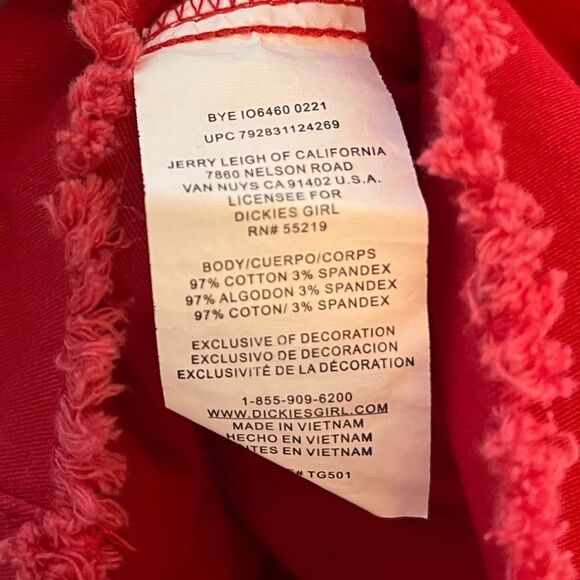 BYE IO6460 0221
UPC 792831124269
JERRY LEIGH OF CALIFORNIA
7860 NELSON ROAD
VAN NUYS CA 91402 U.S.A.
LICENSEE FOR
DICKIES GIRL
RN# 55219
BODY/CUERPO/CORPS
97% COTTON 3% SPANDEX
97% ALGODON 3% SPANDEX
97% COTON/ 3% SPANDEX
EXCLUSIVE OF DECORATION
EXCLUSIVO DE DECORACION
EXCLUSIVITÉ DE LA DÉCORATION
1-855-909-6200
WWW.DICKIESGIRL.COM
MADE IN VIETNAM
HECHO EN VIETNAM
EN VIETNAM
# TG501